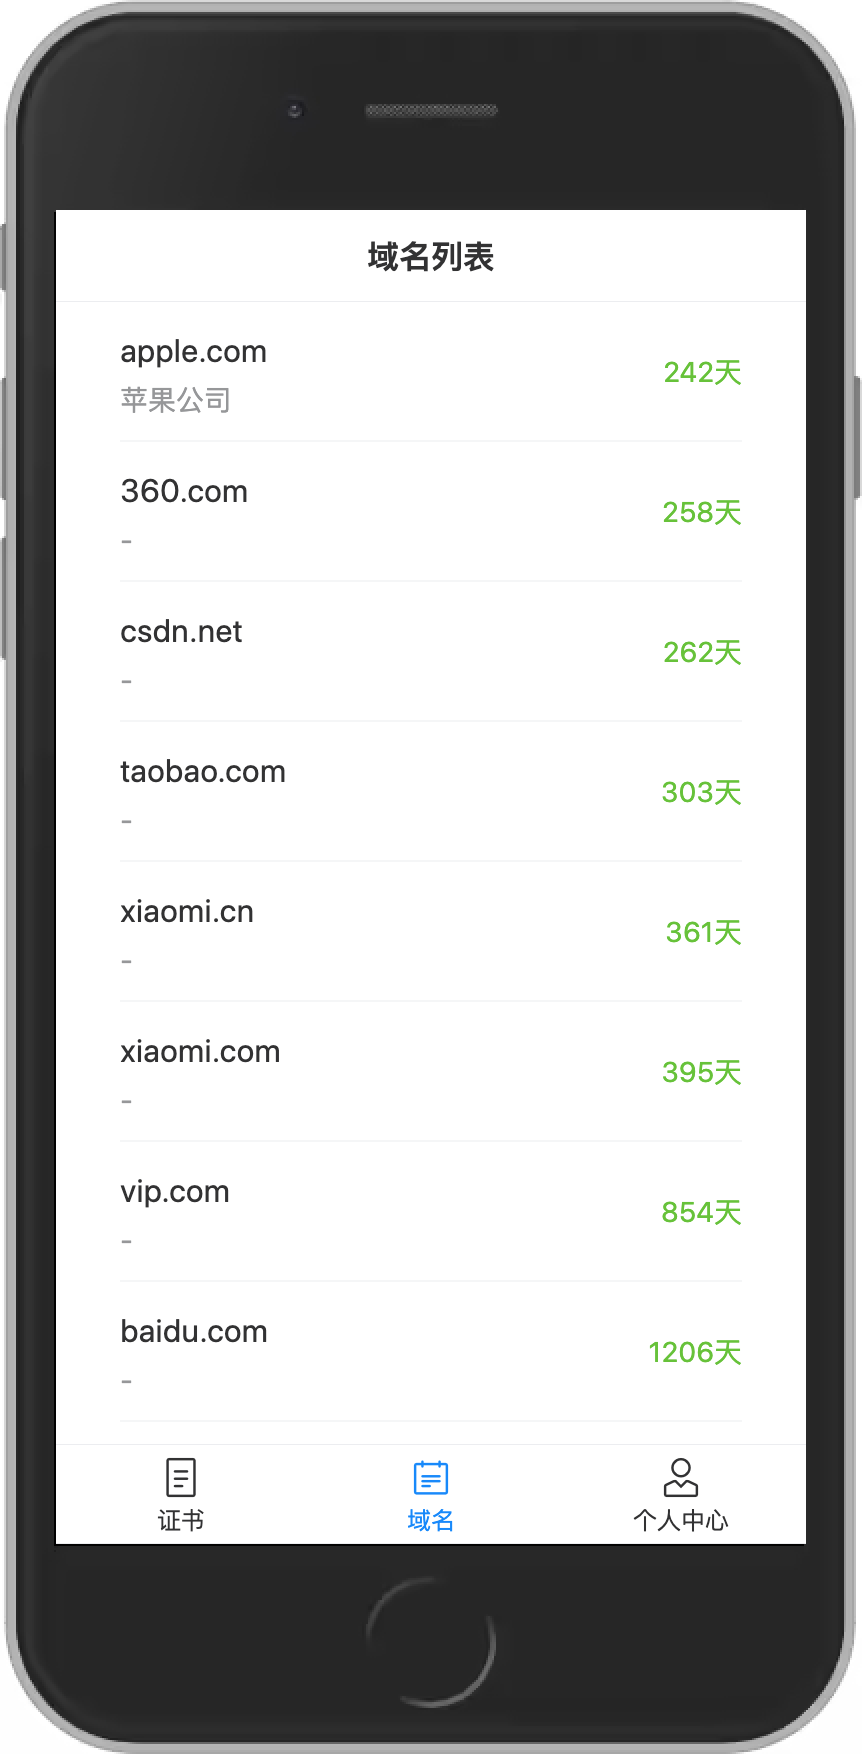 域名列表
apple.com
242天
苹果公司
360.com
258天
-
csdn.net
262天
-
taobao.com
303天
-
xiaomi.cn
361天
-
xiaomi.com
395天
-
vip.com
854天
-
baidu.com
1206天
-
证书
域名
个人中心